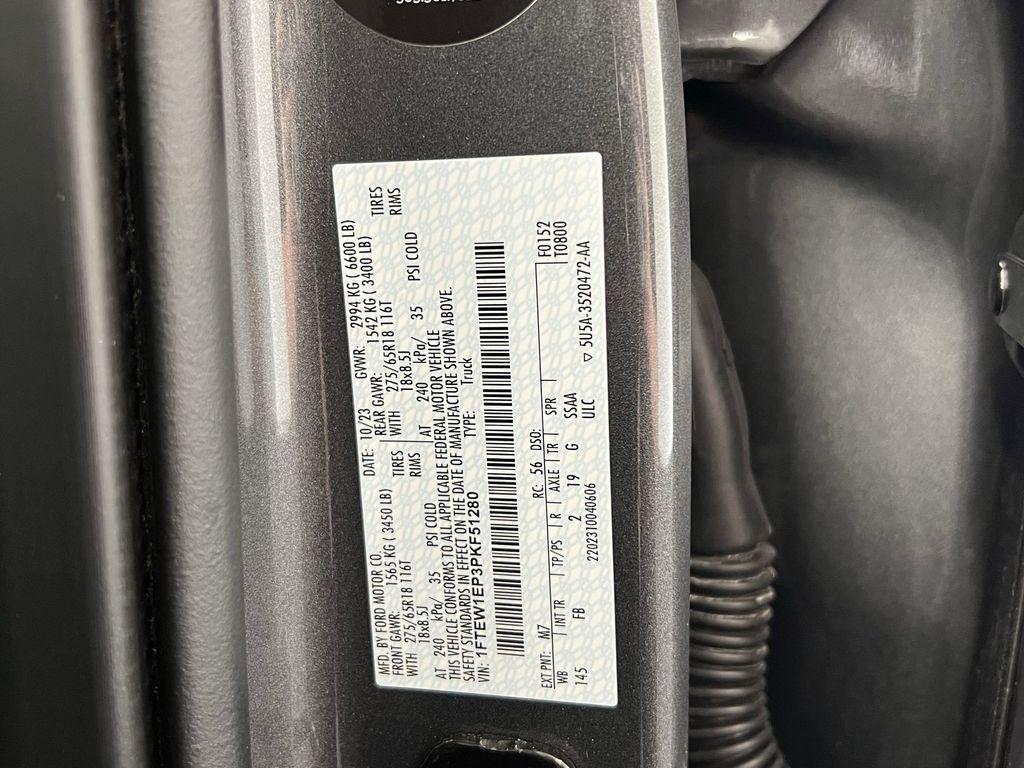 MFD. BY FORD MOTOR CO.
DATE: 10/23 GVWR: 2994 KG ( 6600 LB)
FRONT GAWR: 1565 KG ( 3450 LB) REAR GAWR: 1542 KG ( 3400 LB)
WITH 275/65R18 116T TIRES WITH 275/65R18 116T TIRES
18x8.5J RIMS 18x8.5J RIMS
AT 240 kPa/ 35 PSI COLD AT 240 kPa/ 35 PSI COLD
THIS VEHICLE CONFORMS TO ALL APPLICABLE FEDERAL MOTOR VEHICLE
SAFETY STANDARDS IN EFFECT ON THE DATE OF MANUFACTURE SHOWN ABOVE.
VIN: 1FTEW1EP3PKF51280 TYPE: Truck
EXT PNT: M7 RC: 56 DSO: F0152
WB INT TR TP/PS R AXLE TR SPR T0800
145 FB 2 19 G SSAA
2202310040606 ULC 5U5A-3520472-AA